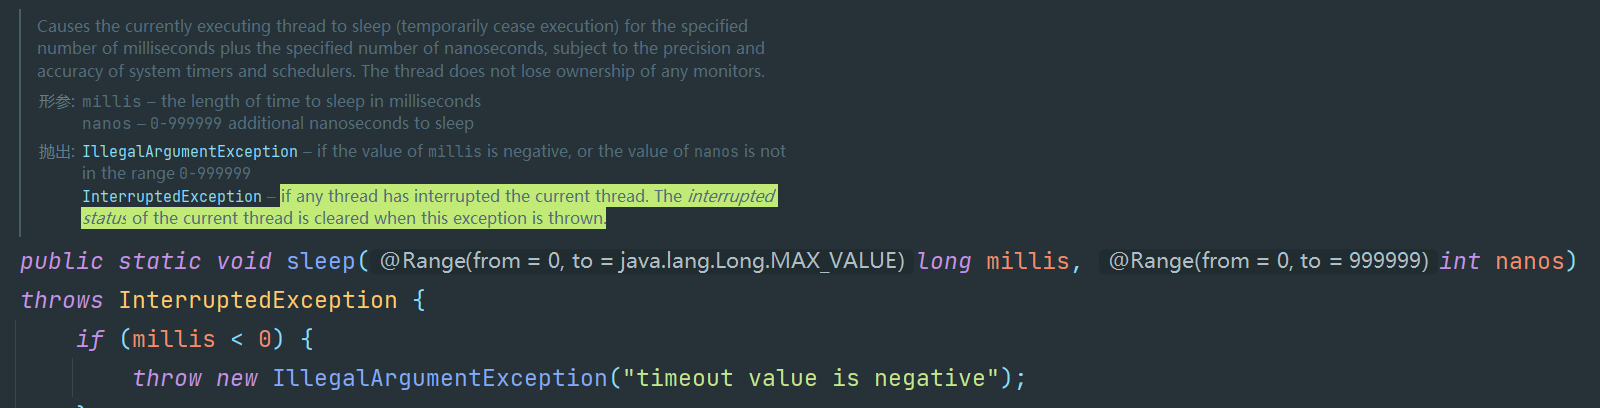 Causes the currently executing thread to sleep (temporarily cease execution) for the specified
number of milliseconds plus the specified number of nanoseconds, subject to the precision and
accuracy of system timers and schedulers. The thread does not lose ownership of any monitors.
形参: millis – the length of time to sleep in milliseconds
nanos – 0-999999 additional nanoseconds to sleep
抛出: IllegalArgumentException – if the value of millis is negative, or the value of nanos is not
in the range 0-999999
InterruptedException – if any thread has interrupted the current thread. The interrupted
status of the current thread is cleared when this exception is thrown.
public static void sleep( @Range(from = 0, to = java.lang.Long.MAX_VALUE) long millis, @Range(from = 0, to = 999999) int nanos)
throws InterruptedException {
if (millis < 0) {
throw new IllegalArgumentException("timeout value is negative");